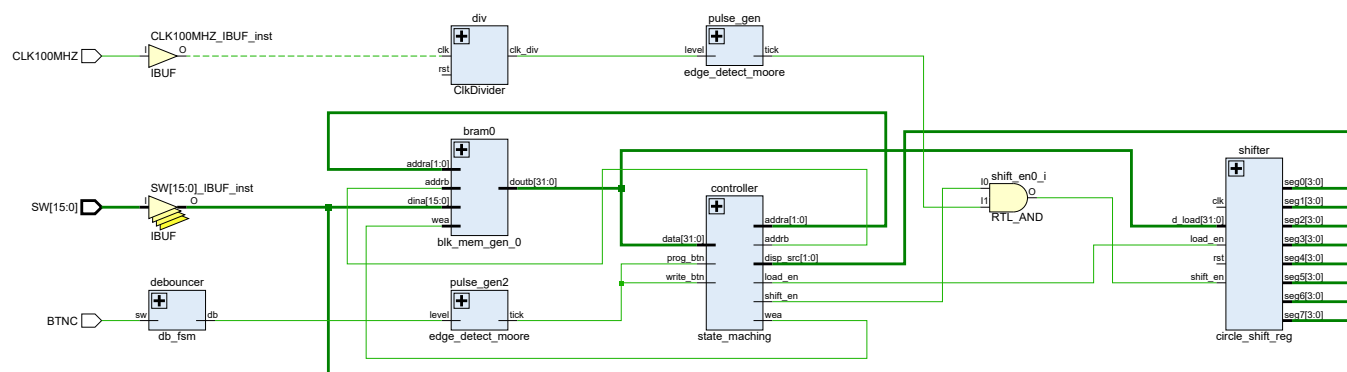 CLK100MHZ
CLK100MHZ_IBUF_inst
I
O
IBUF
div
clk
rst
clk_div
ClkDivider
pulse_gen
level
tick
edge_detect_moore
SW[15:0]
SW[15:0]_IBUF_inst
I
O
IBUF
bram0
addra[1:0]
addrb
dina[15:0]
wea
doutb[31:0]
blk_mem_gen_0
BTNC
debouncer
sw
db
db_fsm
pulse_gen2
level
tick
edge_detect_moore
controller
data[31:0]
prog_btn
write_btn
addra[1:0]
addrb
disp_src[1:0]
load_en
shift_en
wea
state_maching
shift_en0_i
I0
I1
O
RTL_AND
shifter
clk
d_load[31:0]
load_en
rst
shift_en
seg0[3:0]
seg1[3:0]
seg2[3:0]
seg3[3:0]
seg4[3:0]
seg5[3:0]
seg6[3:0]
seg7[3:0]
circle_shift_reg